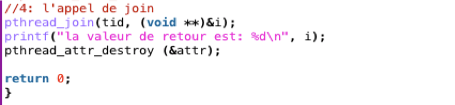 //4: l'appel de join
pthread_join(tid, (void **)&i);
printf("la valeur de retour est: %d\n", i);
pthread_attr_destroy (&attr);
return 0;
}